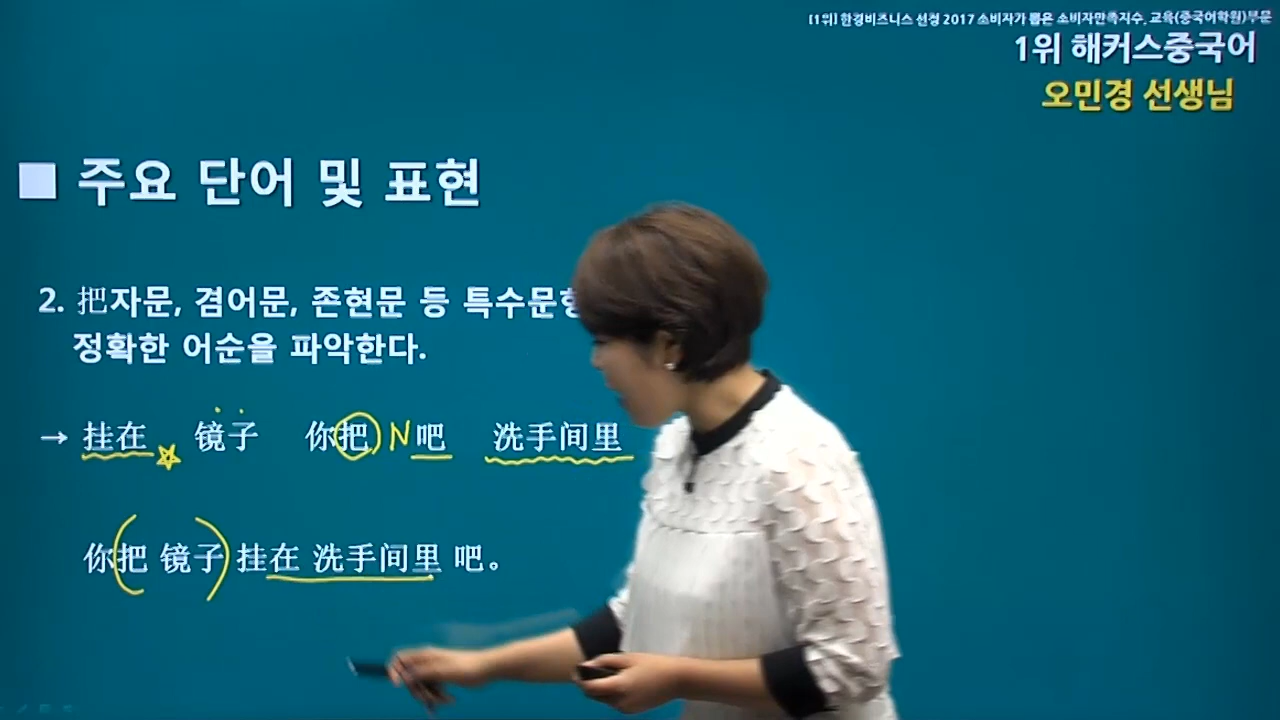 [1위] 한경비즈니스 선정 2017 소비자가 뽑은 소비자만족지수, 교육(중국어학원)부문
1위 해커스중국어
오민경 선생님
■ 주요 단어 및 표현
2. 把자문, 겸어문, 존현문 등 특수문
정확한 어순을 파악한다.
→ 挂在 镜子 你把 N 吧 洗手间里
你把 镜子 挂在 洗手间里 吧。